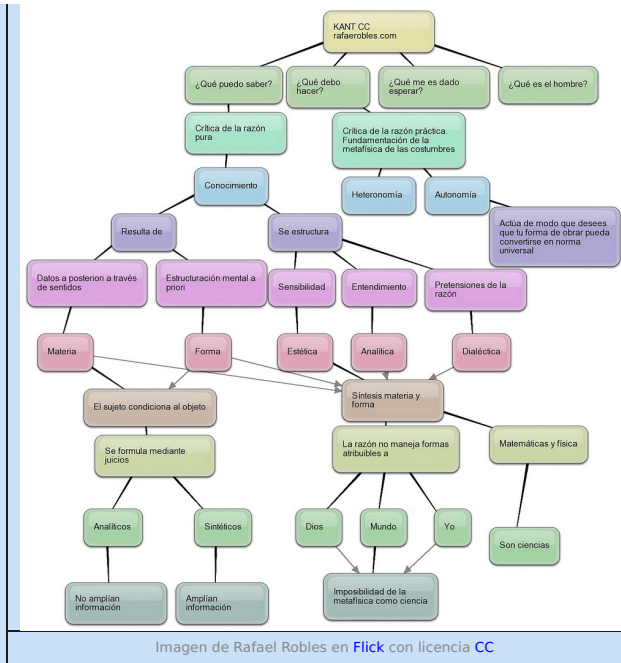 KANT CC
rafaerobles.com
¿Qué puedo saber?
¿Qué debo
hacer?
¿Qué me es dado
esperar?
¿Qué es el hombre?
Crítica de la razón
pura
Crítica de la razón práctica.
Fundamentación de la
metafísica de las costumbres
Conocimiento
Heteronomía
Autonomía
Actúa de modo que desees
que tu forma de obrar pueda
convertirse en norma
universal
Resulta de
Se estructura
Datos a posteriori a través
de sentidos
Estructuración mental a
priori
Sensibilidad
Entendimiento
Pretensiones de la
razón
Materia
Forma
Estética
Analítica
Dialéctica
El sujeto condiciona al objeto
Síntesis materia y
forma
Se formula mediante
juicios
La razón no maneja formas
atribuibles a
Matemáticas y física
Analíticos
Sintéticos
Dios
Mundo
Yo
Son ciencias
No amplían
información
Amplían
información
Imposibilidad de la
metafísica como ciencia
Imagen de Rafael Robles en Flick con licencia CC